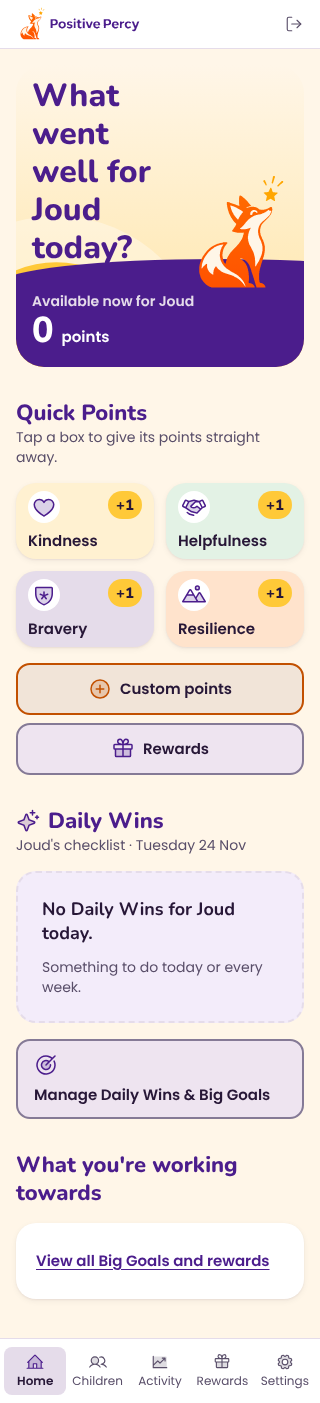 Positive Percy
What
went
well for
Joud
today?
Available now for Joud
0 points
Quick Points
Tap a box to give its points straight
away.
+1
Kindness
+1
Helpfulness
+1
Bravery
+1
Resilience
Custom points
Rewards
Daily Wins
Joud's checklist · Tuesday 24 Nov
No Daily Wins for Joud
today.
Something to do today or every
week.
Manage Daily Wins & Big Goals
What you're working
towards
View all Big Goals and rewards
Home Children Activity Rewards Settings